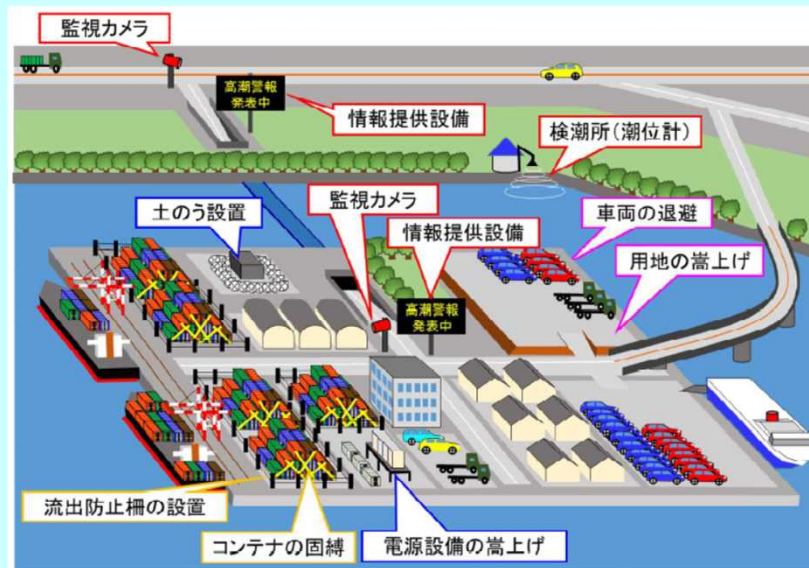 監視カメラ
高潮警報
発表中
情報提供設備
検潮所（潮位計）
土のう設置
監視カメラ
情報提供設備
車両の退避
用地の嵩上げ
高潮警報
発表中
流出防止柵の設置
コンテナの固縛
電源設備の嵩上げ